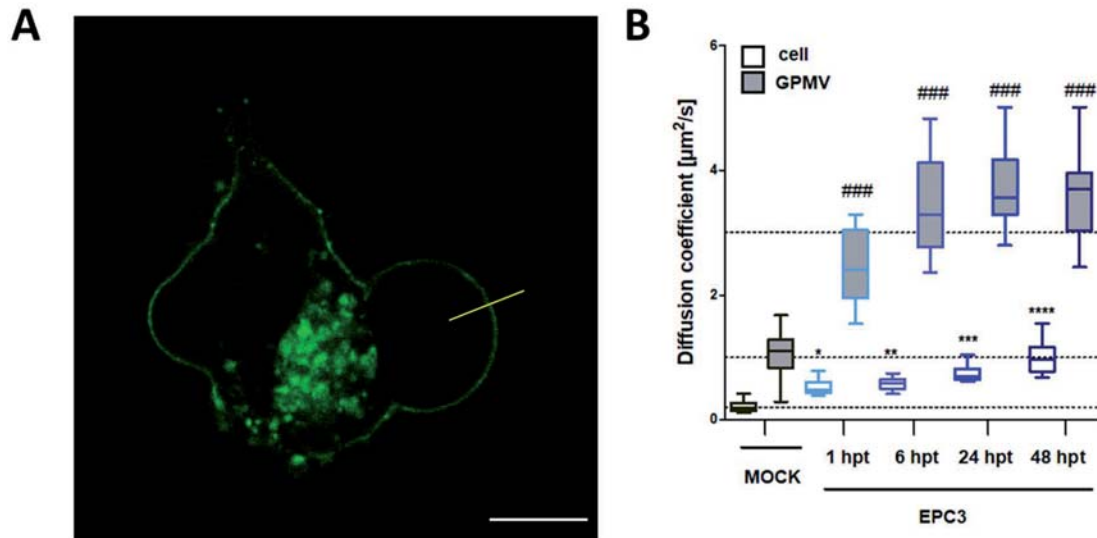 A
B
Diffusion coefficient [µm²/s]
6
4
2
0
cell
GPMV
###
###
###
###
*
**
***
****
MOCK
1 hpt
6 hpt
24 hpt
48 hpt
EPC3